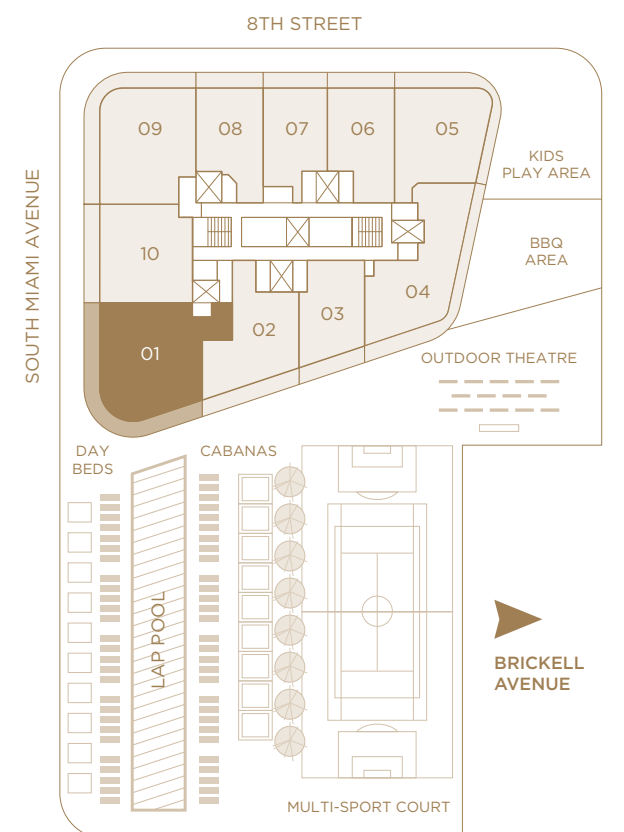 8TH STREET
09
08
07
06
05
KIDS
PLAY AREA
SOUTH MIAMI AVENUE
10
BBQ
AREA
04
03
02
01
OUTDOOR THEATRE
DAY
BEDS
CABANAS
LAP POOL
BRICKELL
AVENUE
MULTI-SPORT COURT